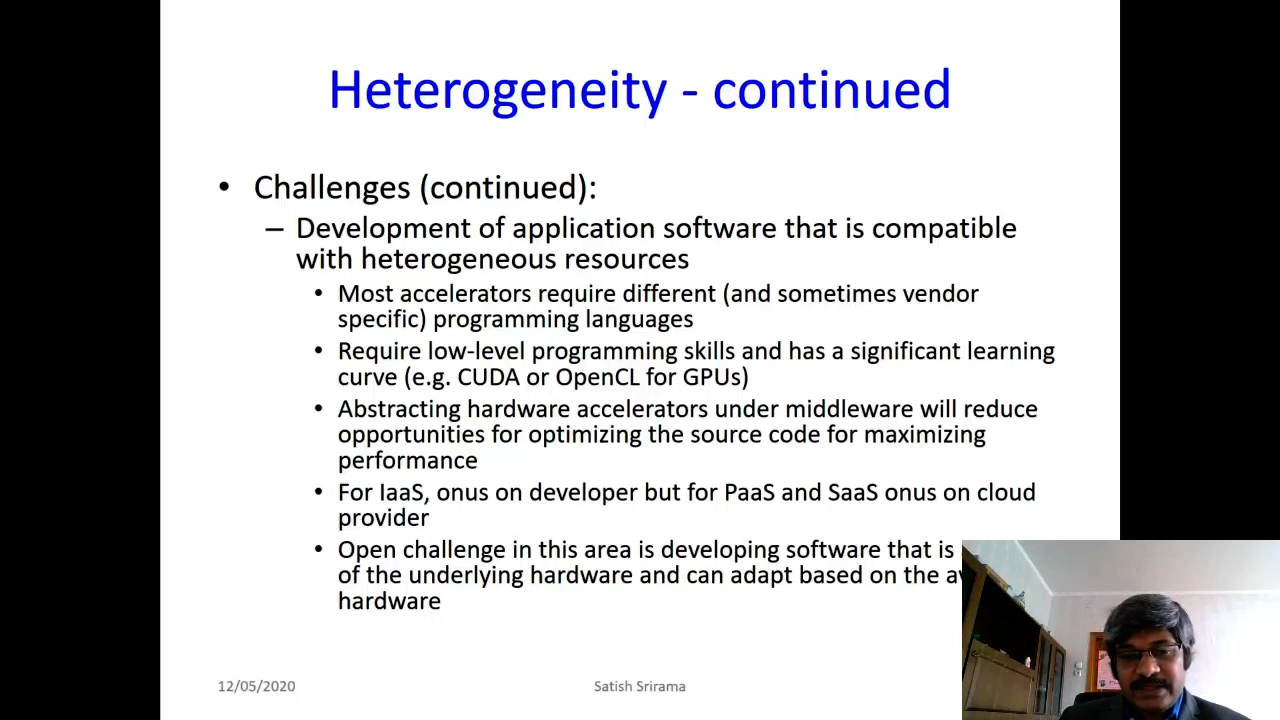 Heterogeneity - continued
• Challenges (continued):
– Development of application software that is compatible
with heterogeneous resources
• Most accelerators require different (and sometimes vendor
specific) programming languages
• Require low-level programming skills and has a significant learning
curve (e.g. CUDA or OpenCL for GPUs)
• Abstracting hardware accelerators under middleware will reduce
opportunities for optimizing the source code for maximizing
performance
• For IaaS, onus on developer but for PaaS and SaaS onus on cloud
provider
• Open challenge in this area is developing software that is
of the underlying hardware and can adapt based on the
hardware
12/05/2020
Satish Srirama